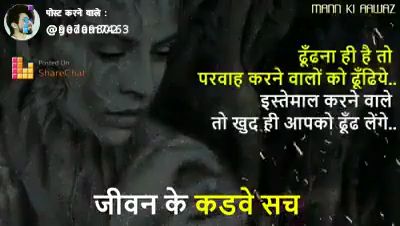 पोस्ट करने वाले :
MANN KI AAWAZ
Posted On
ShareChat
ढूँढना ही है तो
परवाह करने वालों को ढूँढिये..
इस्तेमाल करने वाले
तो खुद ही आपको ढूँढ लेंगे..
जीवन के कडवे सच